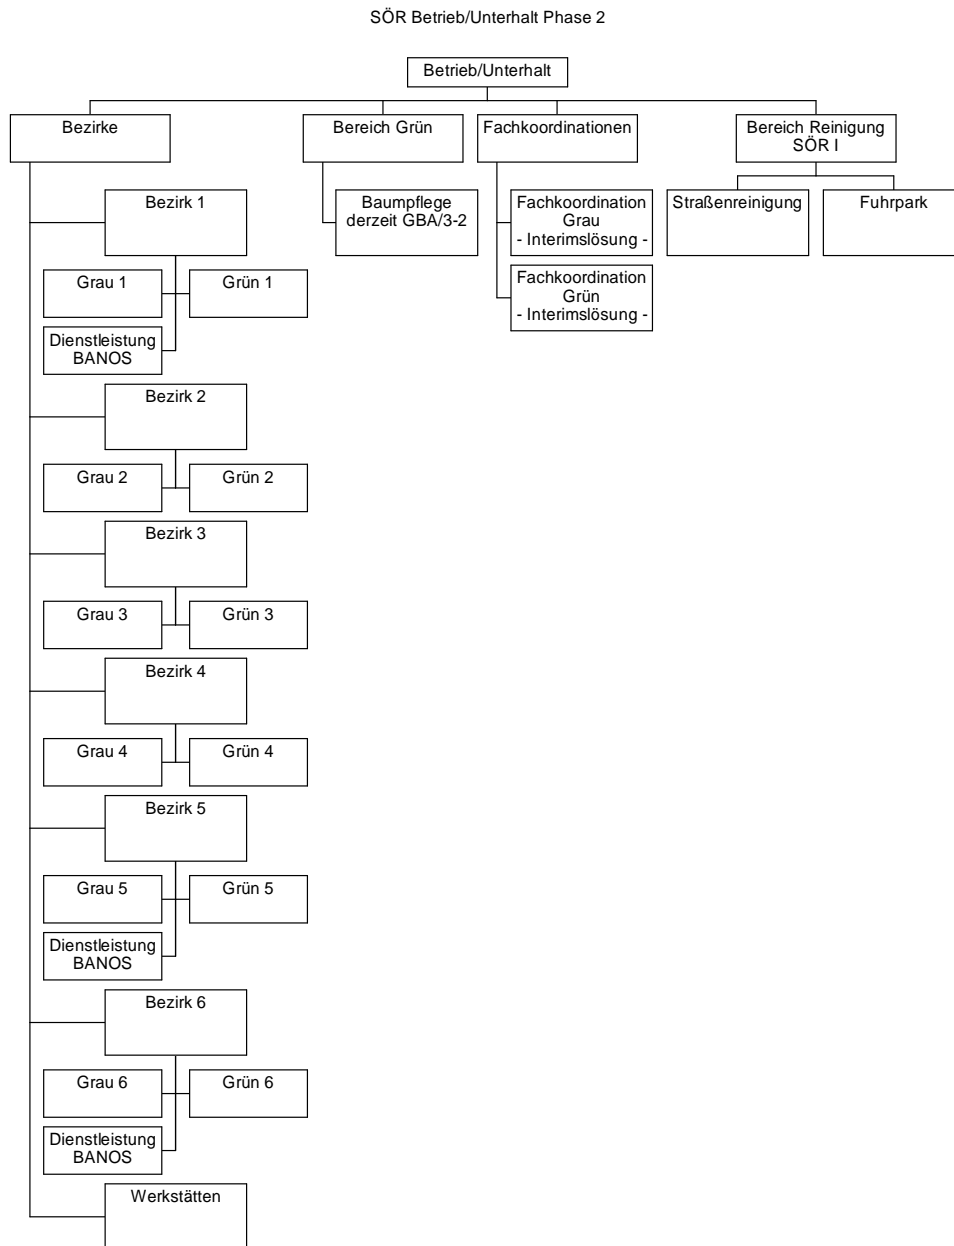 SÖR Betrieb/Unterhalt Phase 2
Betrieb/Unterhalt
Bezirke
Bereich Grün
Fachkoordinationen
Bereich Reinigung
SÖR I
Bezirk 1
Baumpflege
derzeit GBA/3-2
Fachkoordination
Grau
- Interimslösung -
Straßenreinigung
Fuhrpark
Grau 1
Grün 1
Fachkoordination
Grün
- Interimslösung -
Dienstleistung
BANOS
Bezirk 2
Grau 2
Grün 2
Bezirk 3
Grau 3
Grün 3
Bezirk 4
Grau 4
Grün 4
Bezirk 5
Grau 5
Grün 5
Dienstleistung
BANOS
Bezirk 6
Grau 6
Grün 6
Dienstleistung
BANOS
Werkstätten